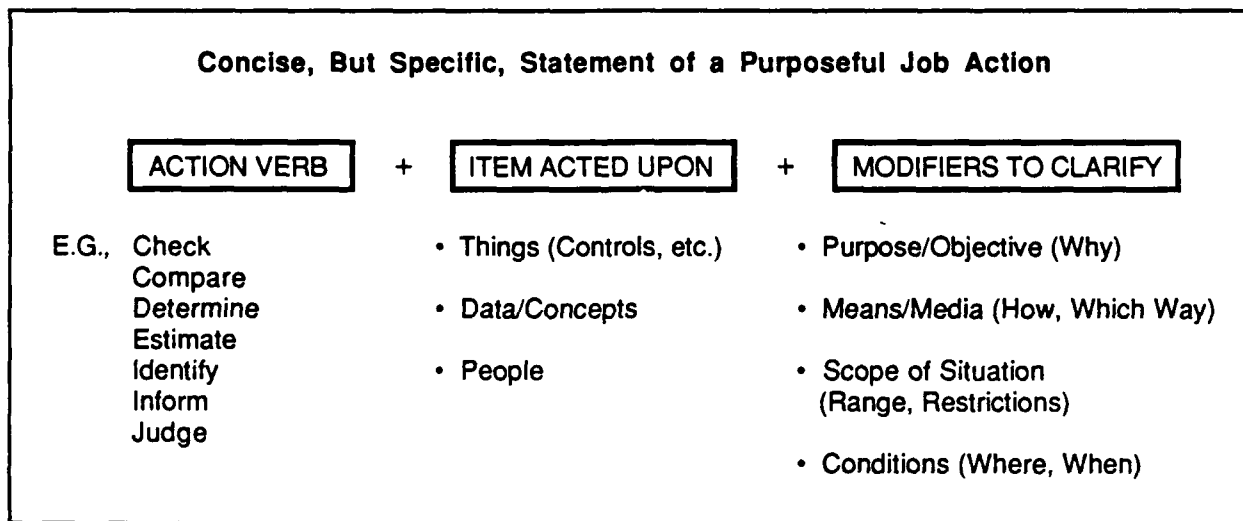 Concise, But Specific, Statement of a Purposeful Job Action
ACTION VERB + ITEM ACTED UPON + MODIFIERS TO CLARIFY
E.G., Check
Compare
Determine
Estimate
Identify
Inform
Judge
• Things (Controls, etc.)
• Data/Concepts
• People
• Purpose/Objective (Why)
• Means/Media (How, Which Way)
• Scope of Situation
(Range, Restrictions)
• Conditions (Where, When)